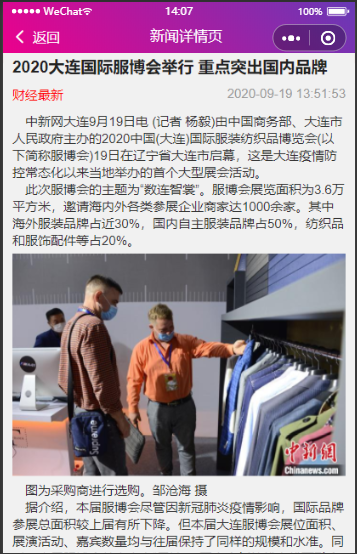 WeChat
14:07
100%
返回
新闻详情页
2020大连国际服博会举行 重点突出国内品牌
财经最新
2020-09-19 13:51:53
中新网大连9月19日电 (记者 杨毅)由中国商务部、大连市
人民政府主办的2020中国(大连)国际服装纺织品博览会(以
下简称服博会)19日在辽宁省大连市启幕，这是大连疫情防
控常态化以来当地举办的首个大型展会活动。
此次服博会的主题为“数连智裳”。服博会展览面积为3.6万
平方米，邀请海内外各类参展企业商家达1000余家。其中
海外服装品牌占近30%，国内自主服装品牌占50%，纺织品
和服饰配件等占20%。
中新网
Chinanews.com
图为采购商进行选购。邹沧海 摄
据介绍，本届服博会尽管因新冠肺炎疫情影响，国际品牌
参展总面积较上届有所下降。但本届大连服博会展位面积、
展演活动、嘉宾数量均与往届保持了同样的规模和水准。同